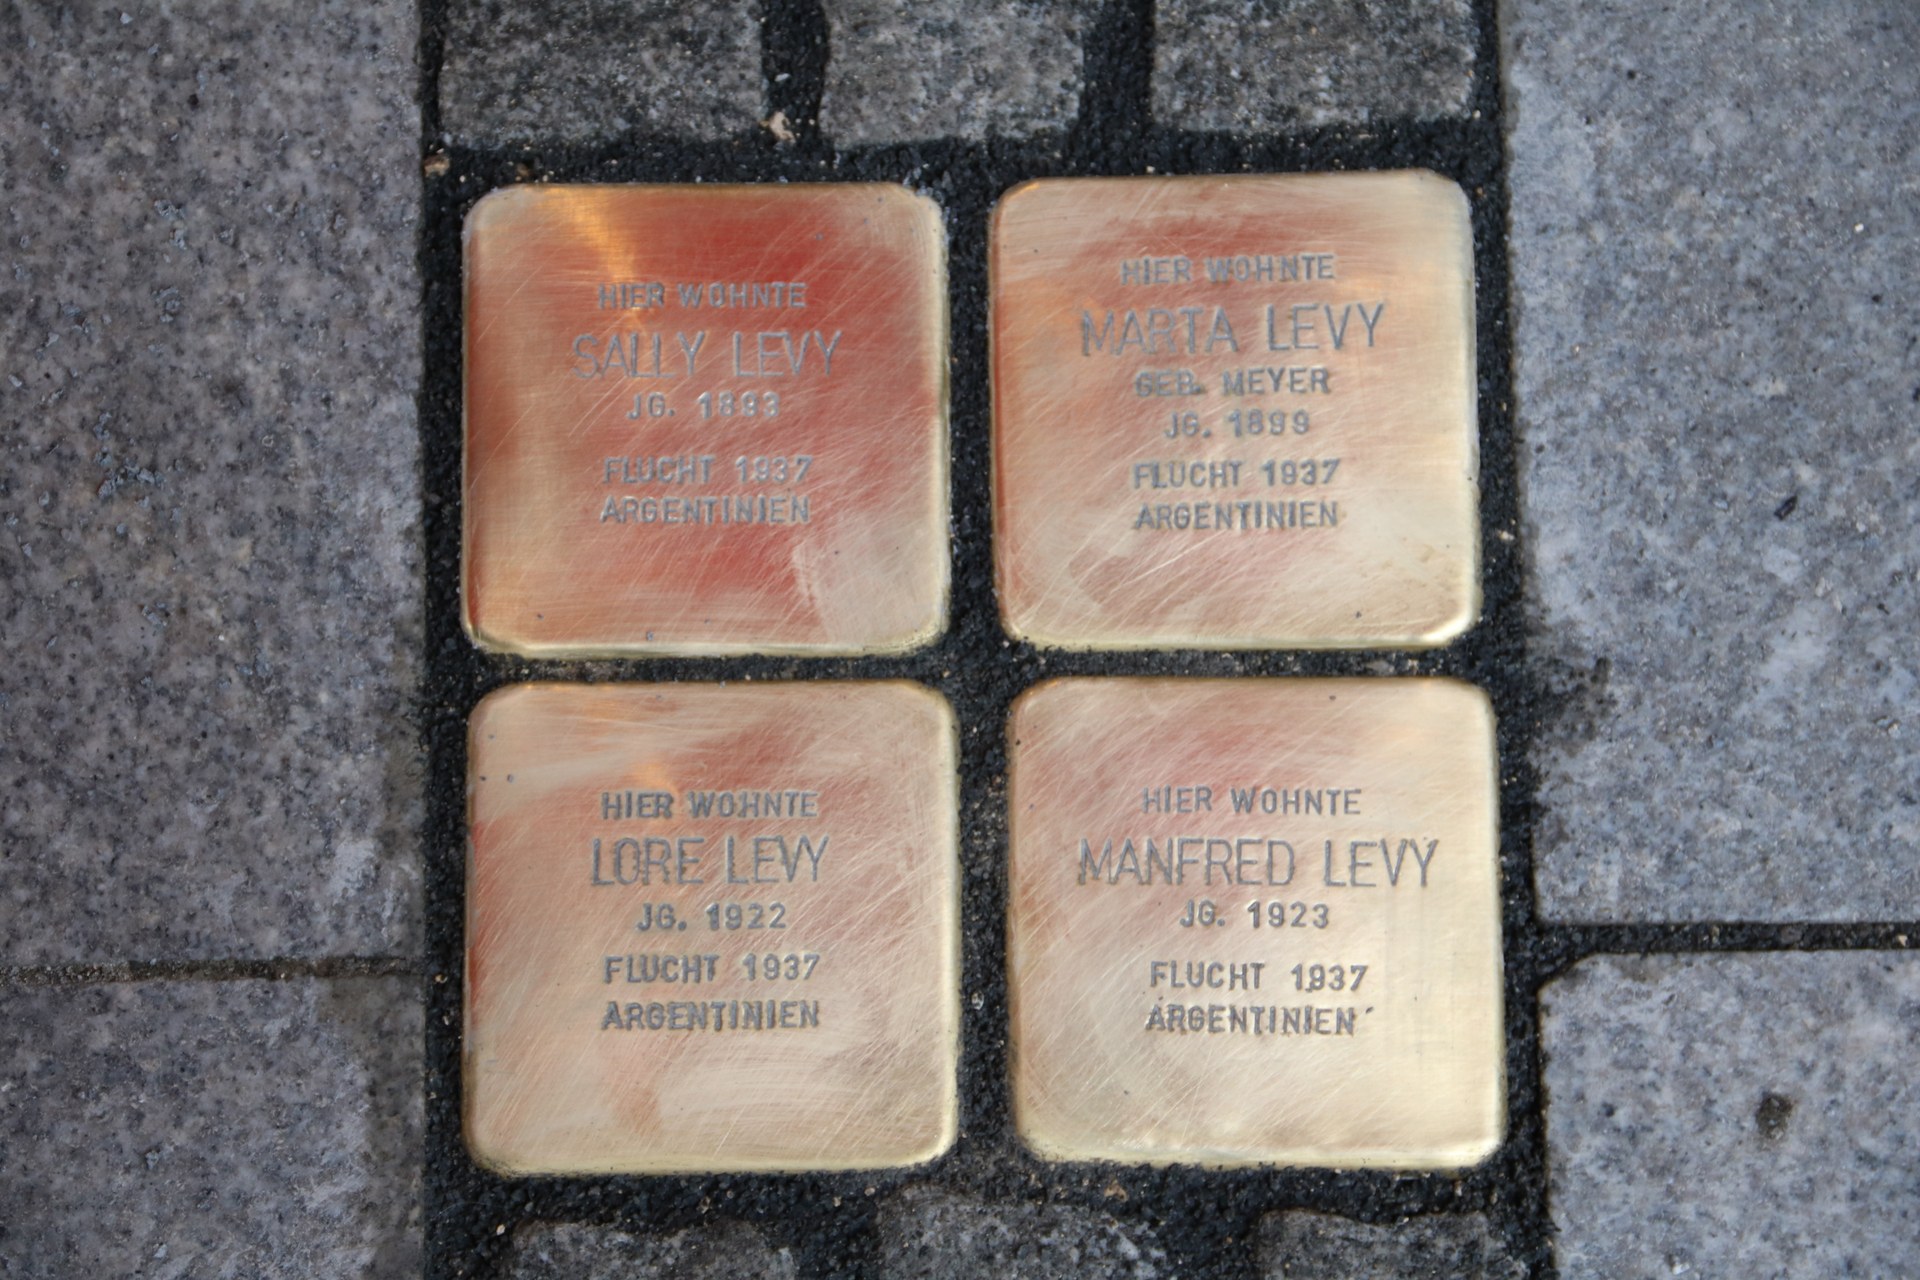 HIER WOHNTE
SALLY LEVY
JG. 1893
FLUCHT 1937
ARGENTINIEN
HIER WOHNTE
MARTA LEVY
GEB. MEYER
JG. 1899
FLUCHT 1937
ARGENTINIEN
HIER WOHNTE
LORE LEVY
JG. 1922
FLUCHT 1937
ARGENTINIEN
HIER WOHNTE
MANFRED LEVY
JG. 1923
FLUCHT 1937
ARGENTINIEN